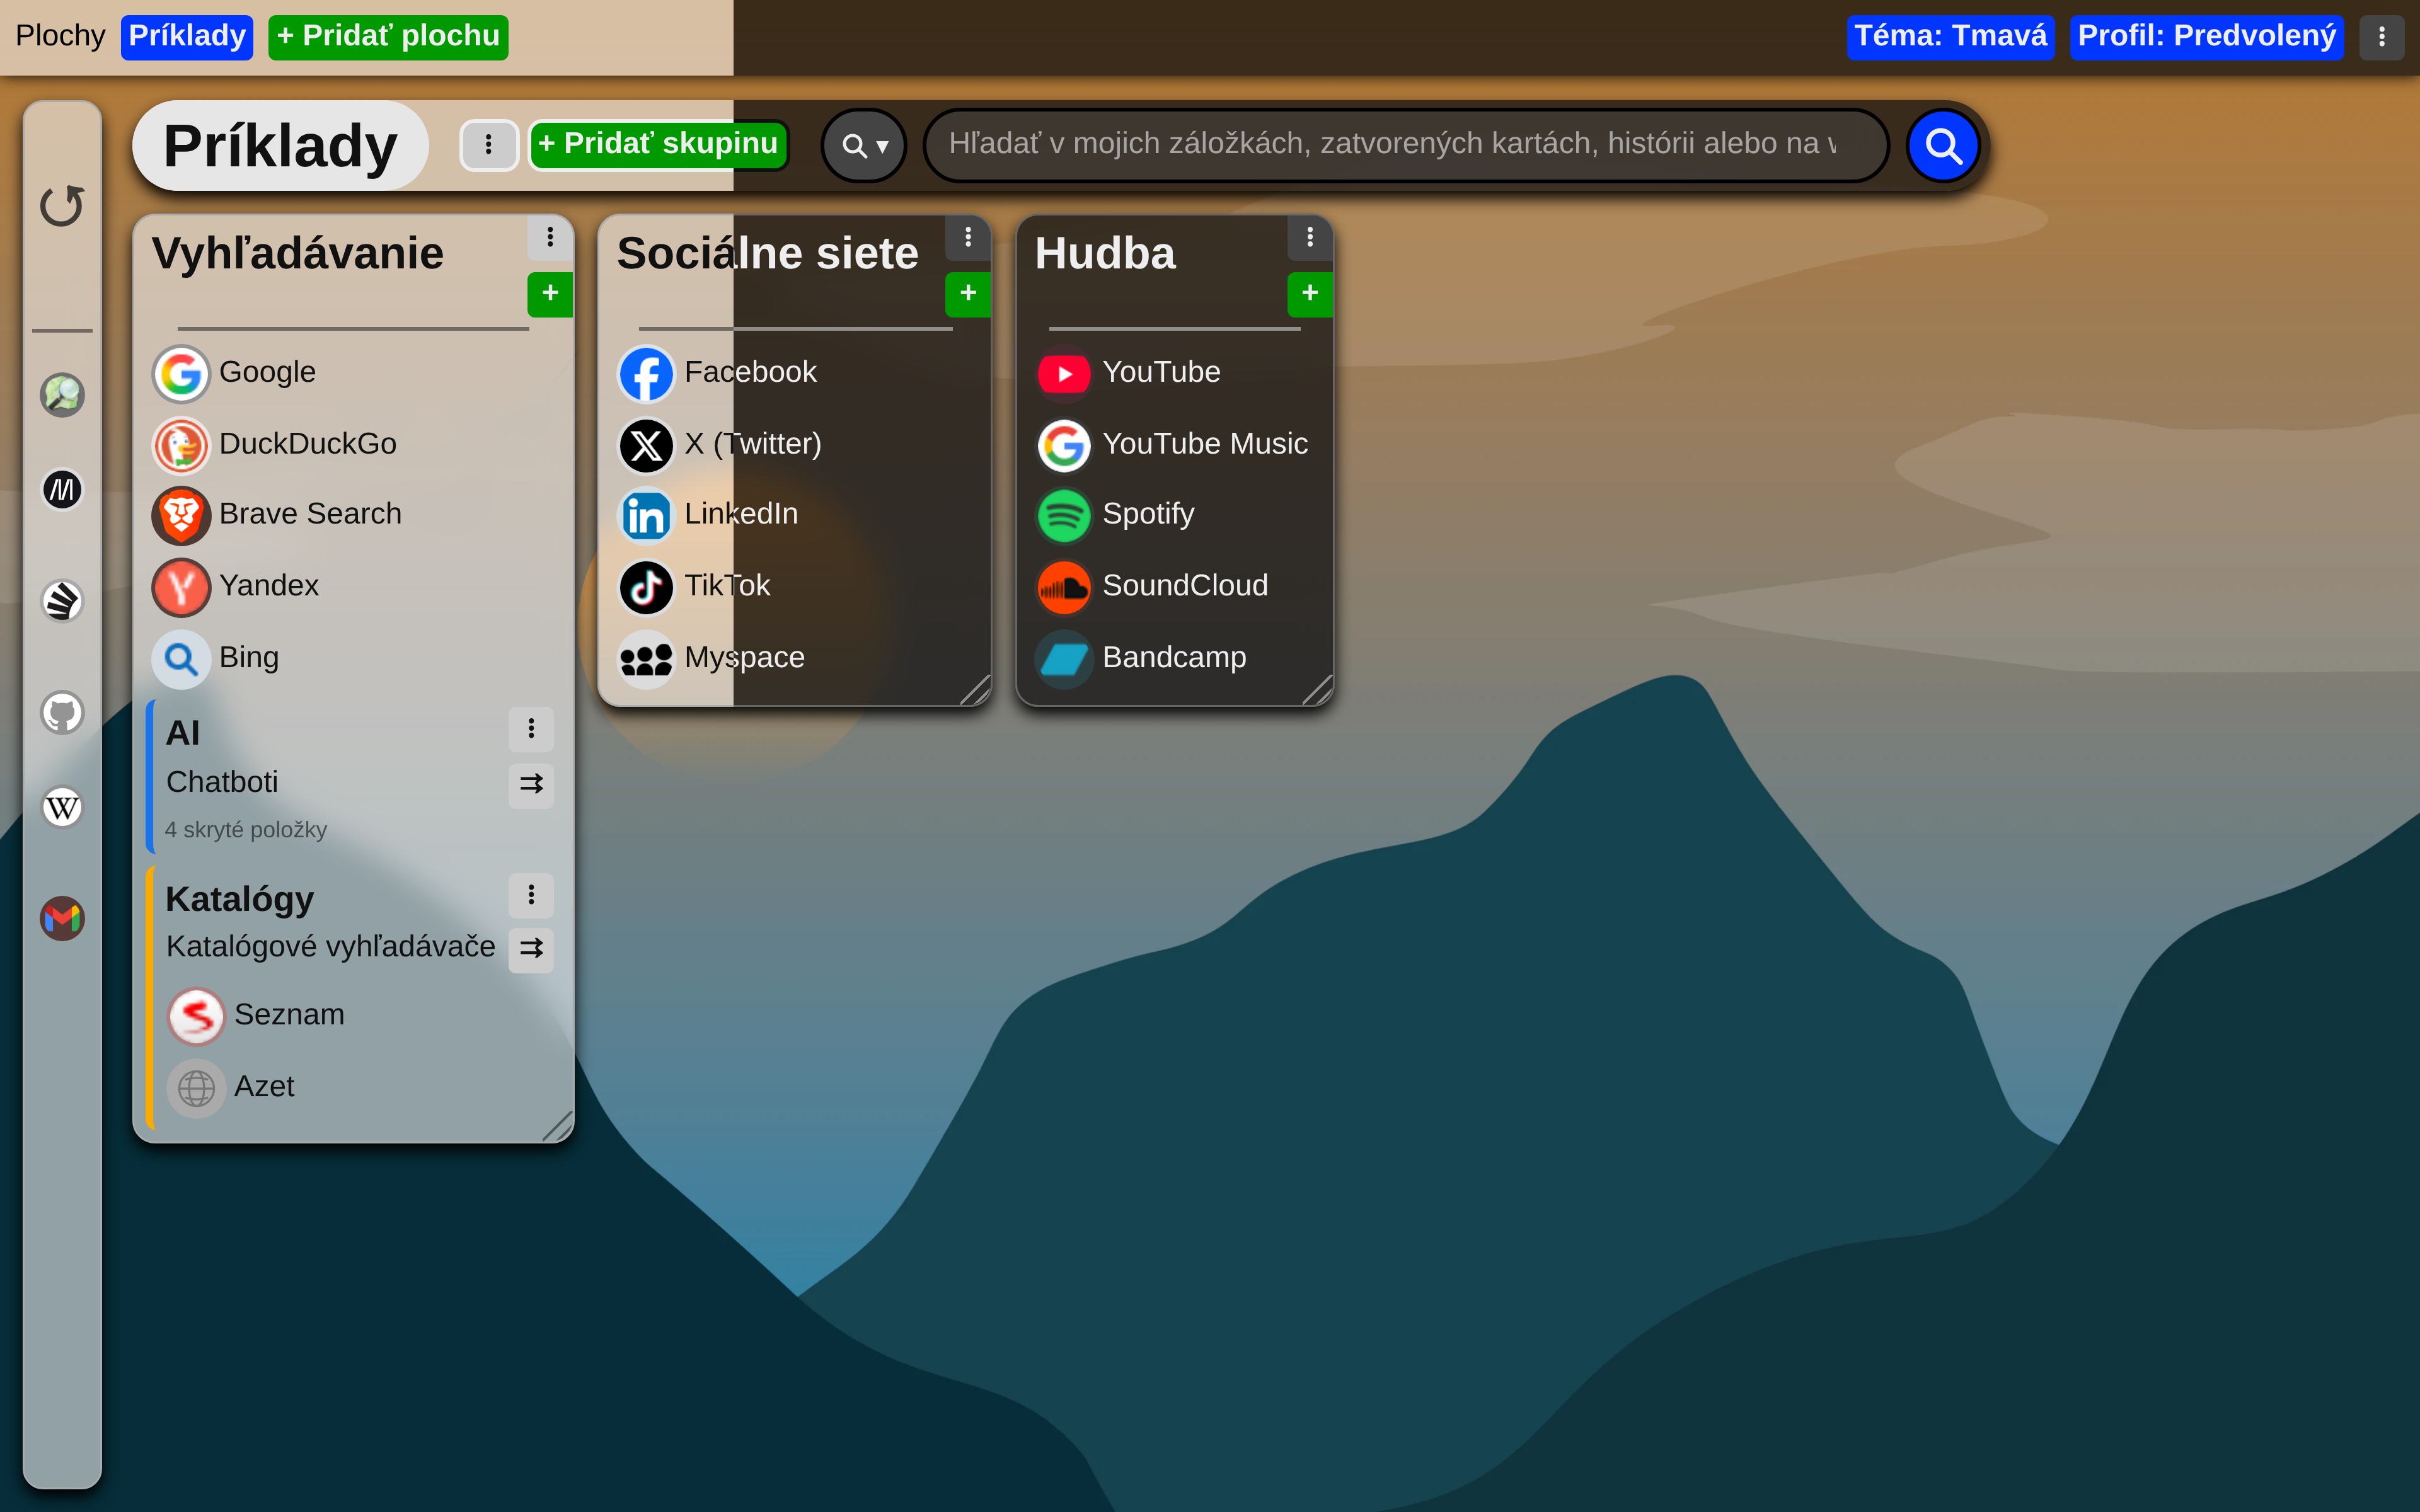 Plochy Príklady + Pridať plochu Téma: Tmavá Profil: Predvolený
Príklady + Pridať skupinu Hľadať v mojich záložkách, zatvorených kartách, histórii alebo na
Vyhľadávanie
+
Google
DuckDuckGo
Brave Search
Yandex
Bing
AI
Chatboti
4 skryté položky
Katalógy
Katalógové vyhľadávače
Seznam
Azet
Sociálne siete
+
Facebook
X (Twitter)
LinkedIn
TikTok
Myspace
Hudba
+
YouTube
YouTube Music
Spotify
SoundCloud
Bandcamp